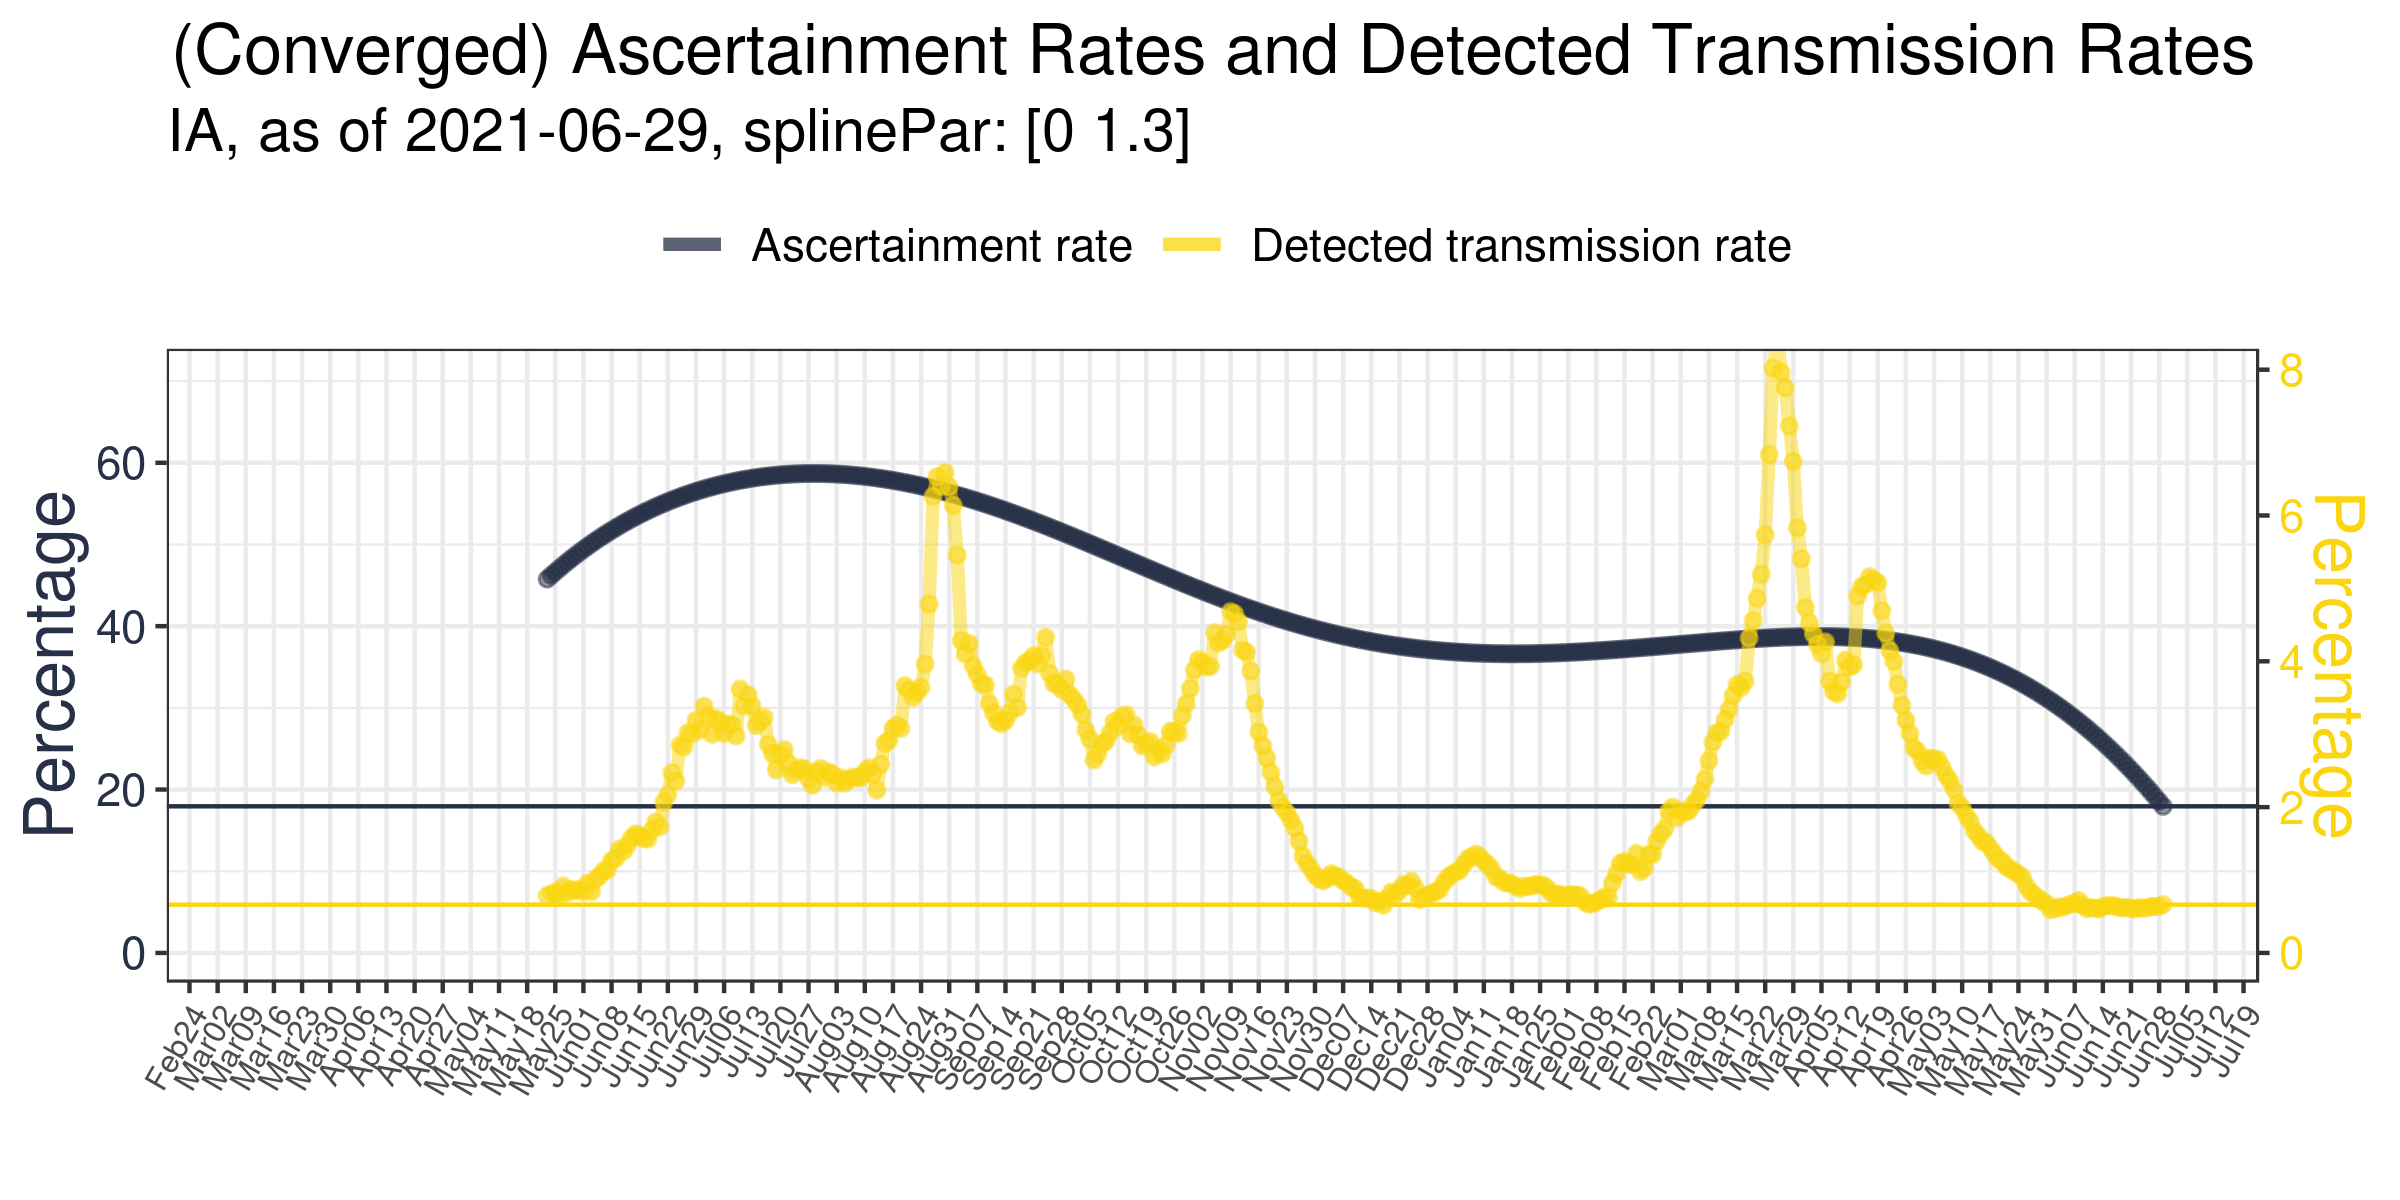 (Converged) Ascertainment Rates and Detected Transmission Rates
IA, as of 2021-06-29, splinePar: [0 1.3]
Ascertainment rate
Detected transmission rate
Percentage
60
40
20
0
8
6
4
2
0
Percentage
Feb24
Mar02
Mar09
Mar16
Mar23
Mar30
Apr06
Apr13
Apr20
Apr27
May04
May11
May18
May25
Jun01
Jun08
Jun15
Jun22
Jun29
Jul06
Jul13
Jul20
Jul27
Aug03
Aug10
Aug17
Aug24
Aug31
Sep07
Sep14
Sep21
Sep28
Oct05
Oct12
Oct19
Oct26
Nov02
Nov09
Nov16
Nov23
Nov30
Dec07
Dec14
Dec21
Dec28
Jan04
Jan11
Jan18
Jan25
Feb01
Feb08
Feb15
Feb22
Mar01
Mar08
Mar15
Mar22
Mar29
Apr05
Apr12
Apr19
Apr26
May03
May10
May17
May24
May31
Jun07
Jun14
Jun21
Jun28
Jul05
Jul12
Jul19